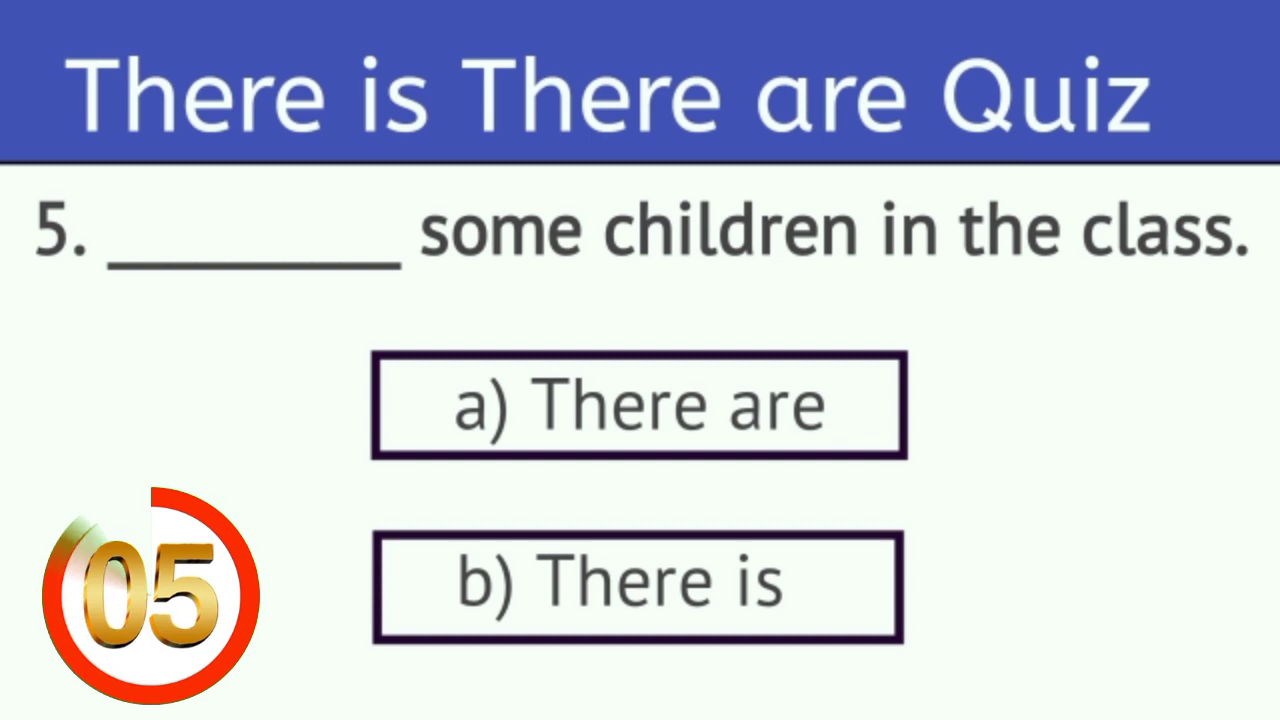 There is There are Quiz
5. _________ some children in the class.
a) There are
b) There is
05